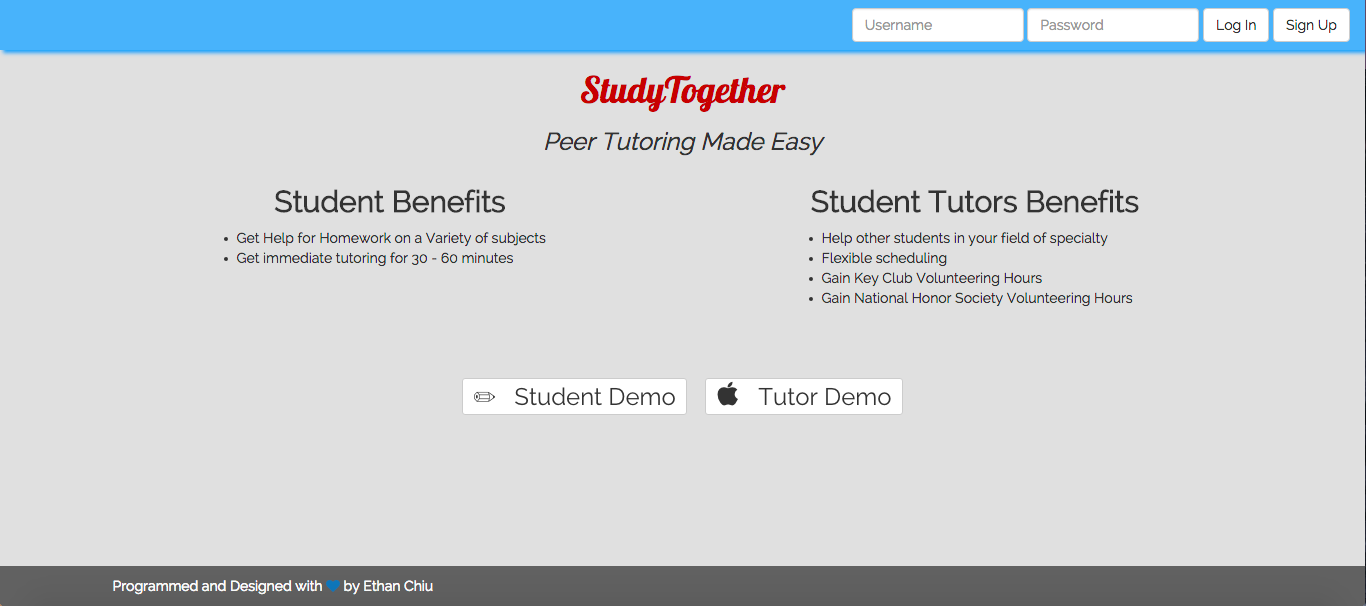 Username Password Log In Sign Up
StudyTogether
Peer Tutoring Made Easy
Student Benefits
Get Help for Homework on a Variety of subjects
Get immediate tutoring for 30 - 60 minutes
Student Tutors Benefits
Help other students in your field of specialty
Flexible scheduling
Gain Key Club Volunteering Hours
Gain National Honor Society Volunteering Hours
Student Demo Tutor Demo
Programmed and Designed with by Ethan Chiu